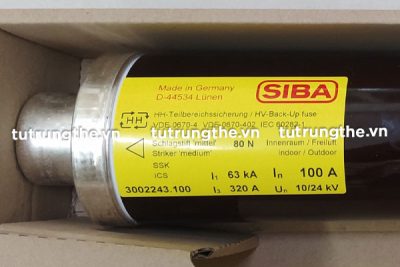 Made in Germany
D-44534 Lünen
SIBA
HH
HH-Teilbereichssicherung / HV-Back-Up fuse
VDE-0670-4 VDE-0670-402 IEC 60282-1
tutrungthe.vn tutrungthe.vn tutrungthe.vn
Schlagstift 'mittel' 80 N Innenraum / Freiluft
Striker 'medium' Indoor / Outdoor
SSK
ICS I1 63 kA In 100 A
3002243.100 I3 320 A Un 10/24 kV